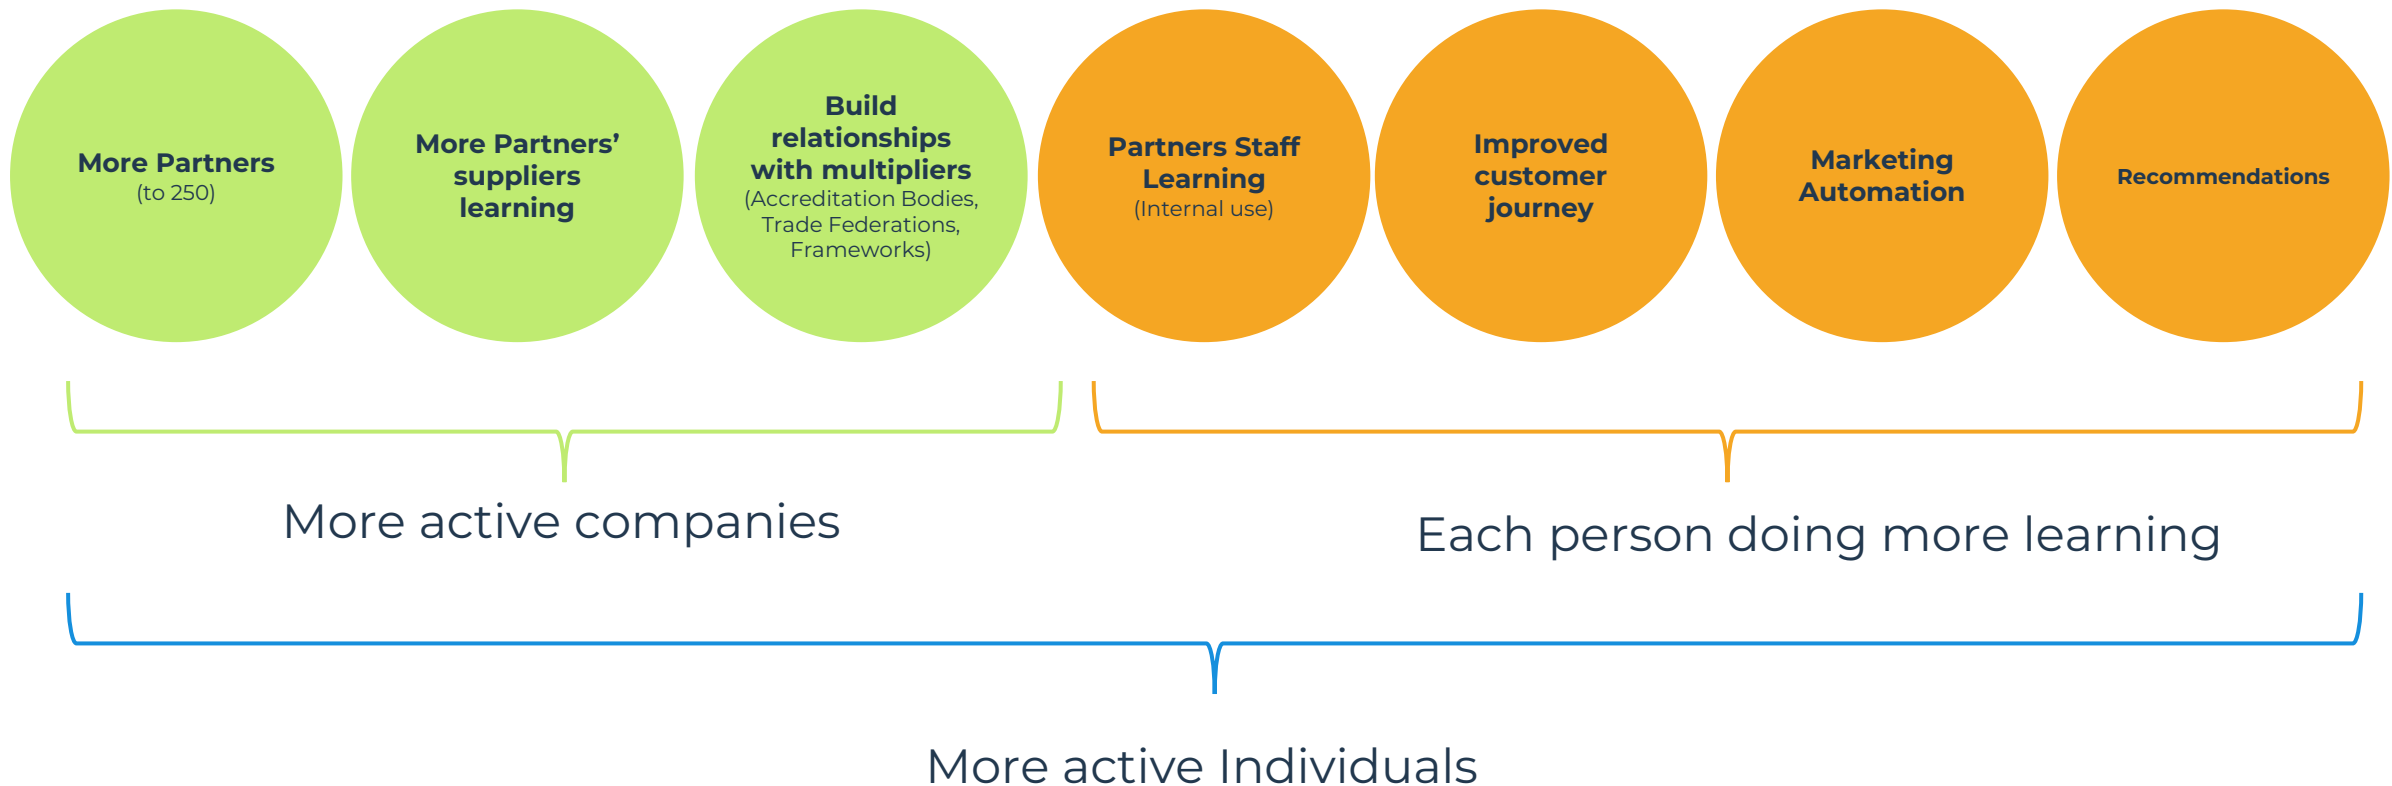 More Partners
(to 250)
More Partners’
suppliers
learning
Build
relationships
with multipliers
(Accreditation Bodies,
Trade Federations,
Frameworks)
Partners Staff
Learning
(Internal use)
Improved
customer
journey
Marketing
Automation
Recommendations
More active companies
Each person doing more learning
More active Individuals